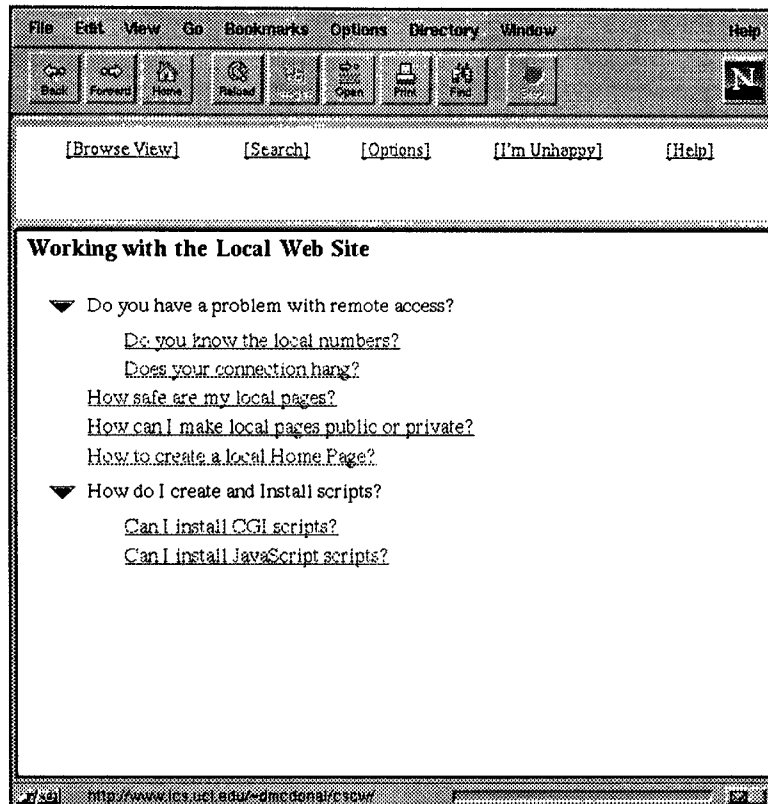 File Edit View Go Bookmarks Options Directory Window Help
Back Forward Home Reload Open Print Find Stop
N
[Browse View] [Search] [Options] [I'm Unhappy] [Help]
Working with the Local Web Site
Do you have a problem with remote access?
Do you know the local numbers?
Does your connection hang?
How safe are my local pages?
How can I make local pages public or private?
How to create a local Home Page?
How do I create and Install scripts?
Can I install CGI scripts?
Can I install JavaScript scripts?
http://www.ics.uci.edu/~dmcdonal/cscw/